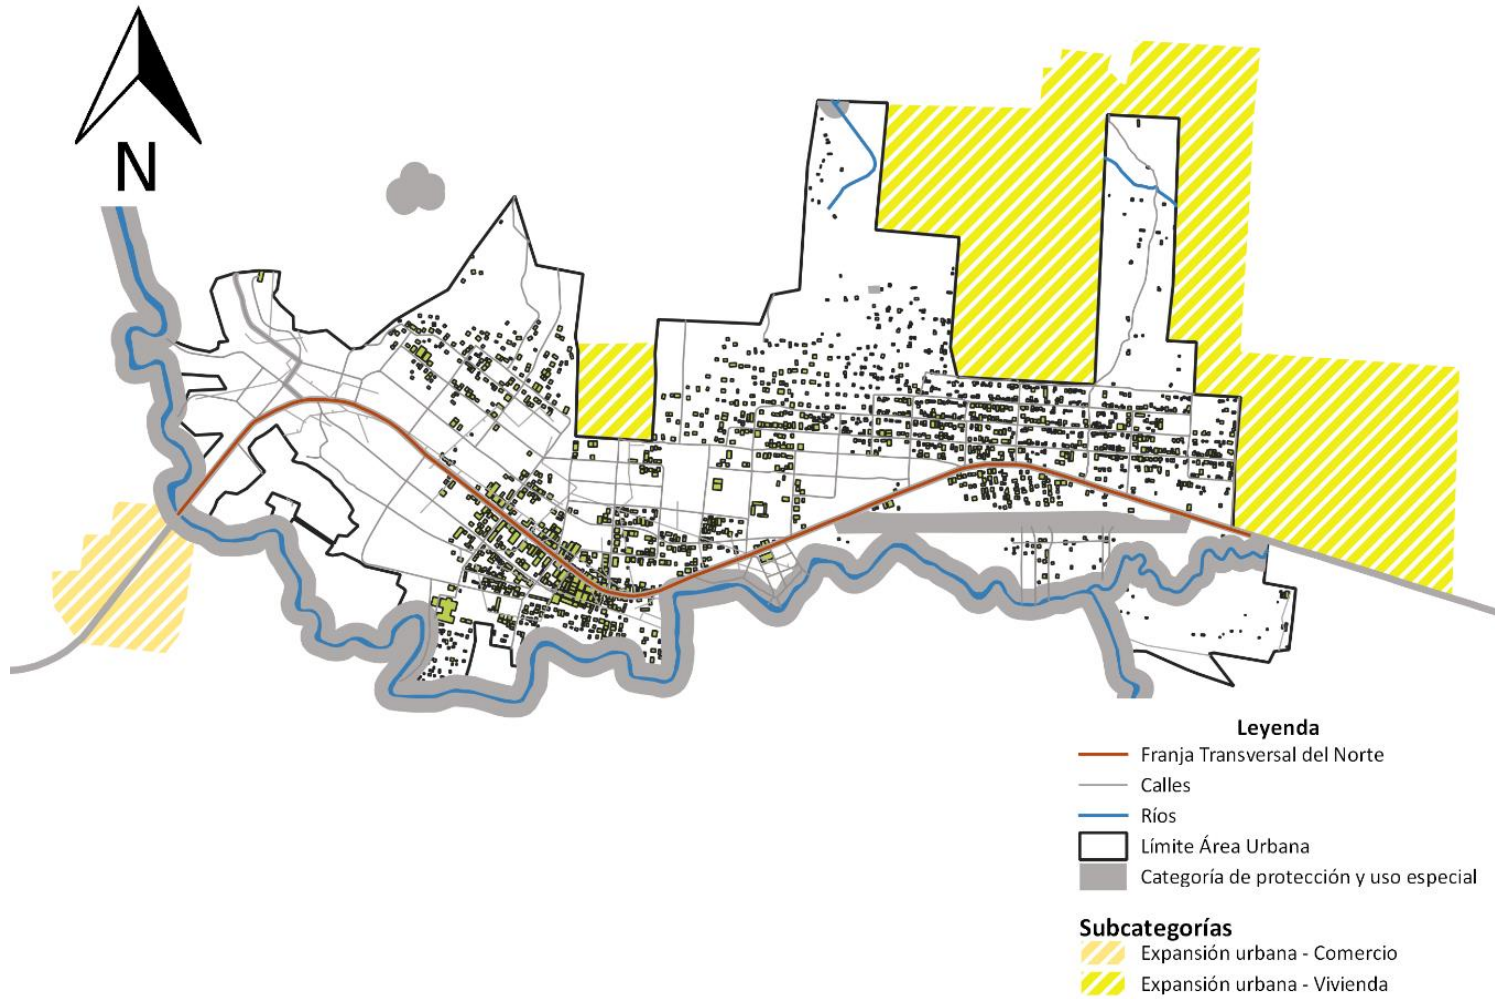 N
Leyenda
Franja Transversal del Norte
Calles
Ríos
Límite Área Urbana
Categoría de protección y uso especial
Subcategorías
Expansión urbana - Comercio
Expansión urbana - Vivienda